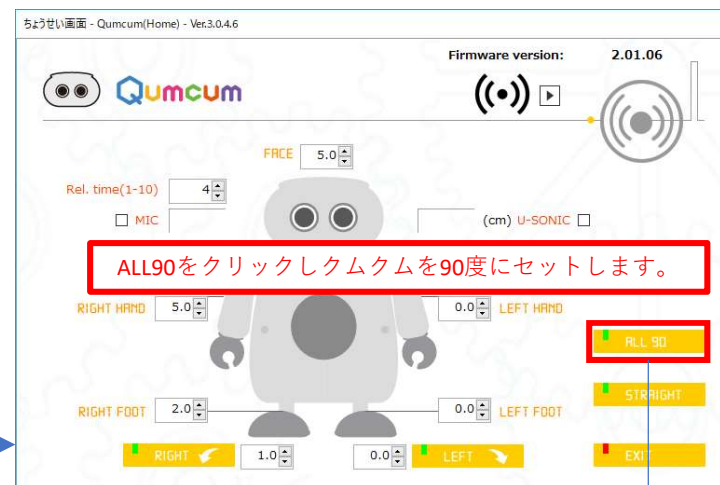 ちょうせい画面 - Qumcum(Home) - Ver.3.0.4.6
Firmware version: 2.01.06
Qumcum
FACE 5.0
Rel. time(1-10) 4
MIC (cm) U-SONIC
ALL90をクリックしクムクムを90度にセットします。
RIGHT HAND 5.0 0.0 LEFT HAND
ALL 90
STRAIGHT
RIGHT FOOT 2.0 0.0 LEFT FOOT
RIGHT 1.0 0.0 LEFT EXIT